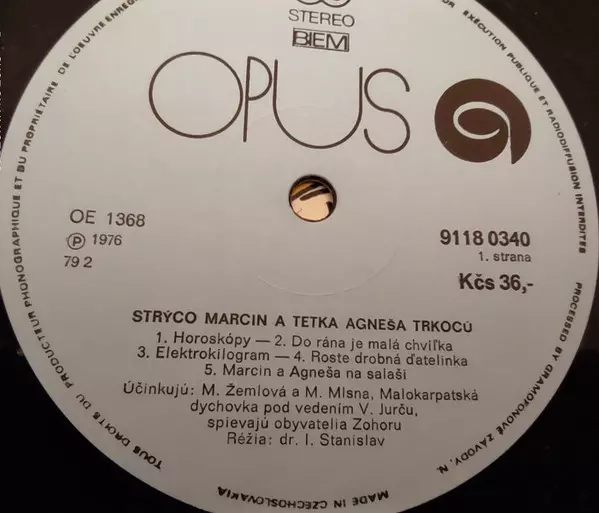 STEREO
BIEM
OPUS
OE 1368
Ⓟ 1976
79 2
9118 0340
1. strana
Kčs 36,-
STRÝCO MARCIN A TETKA AGNEŠA TRKOCÚ
1. Horoskópy — 2. Do rána je malá chvíľka
3. Elektrokilogram — 4. Roste drobná ďatelinka
5. Marcin a Agneša na salaši
Účinkujú: M. Žemlová a M. Mlsna, Malokarpatská
dychovka pod vedením V. Jurču,
spievajú obyvatelia Zohoru
Réžia: dr. I. Stanislav
TOUS DROITS DU PRODUCTEUR PHONOGRAPHIQUE ET DU PROPRIÉTAIRE DE L'OEUVRE
EXÉCUTION PUBLIQUE ET RADIODIFFUSION INTERDITES
PROCESSED BY GRAMOFONOVÉ ZÁVODY, N.
MADE IN CZECHOSLOVAKIA